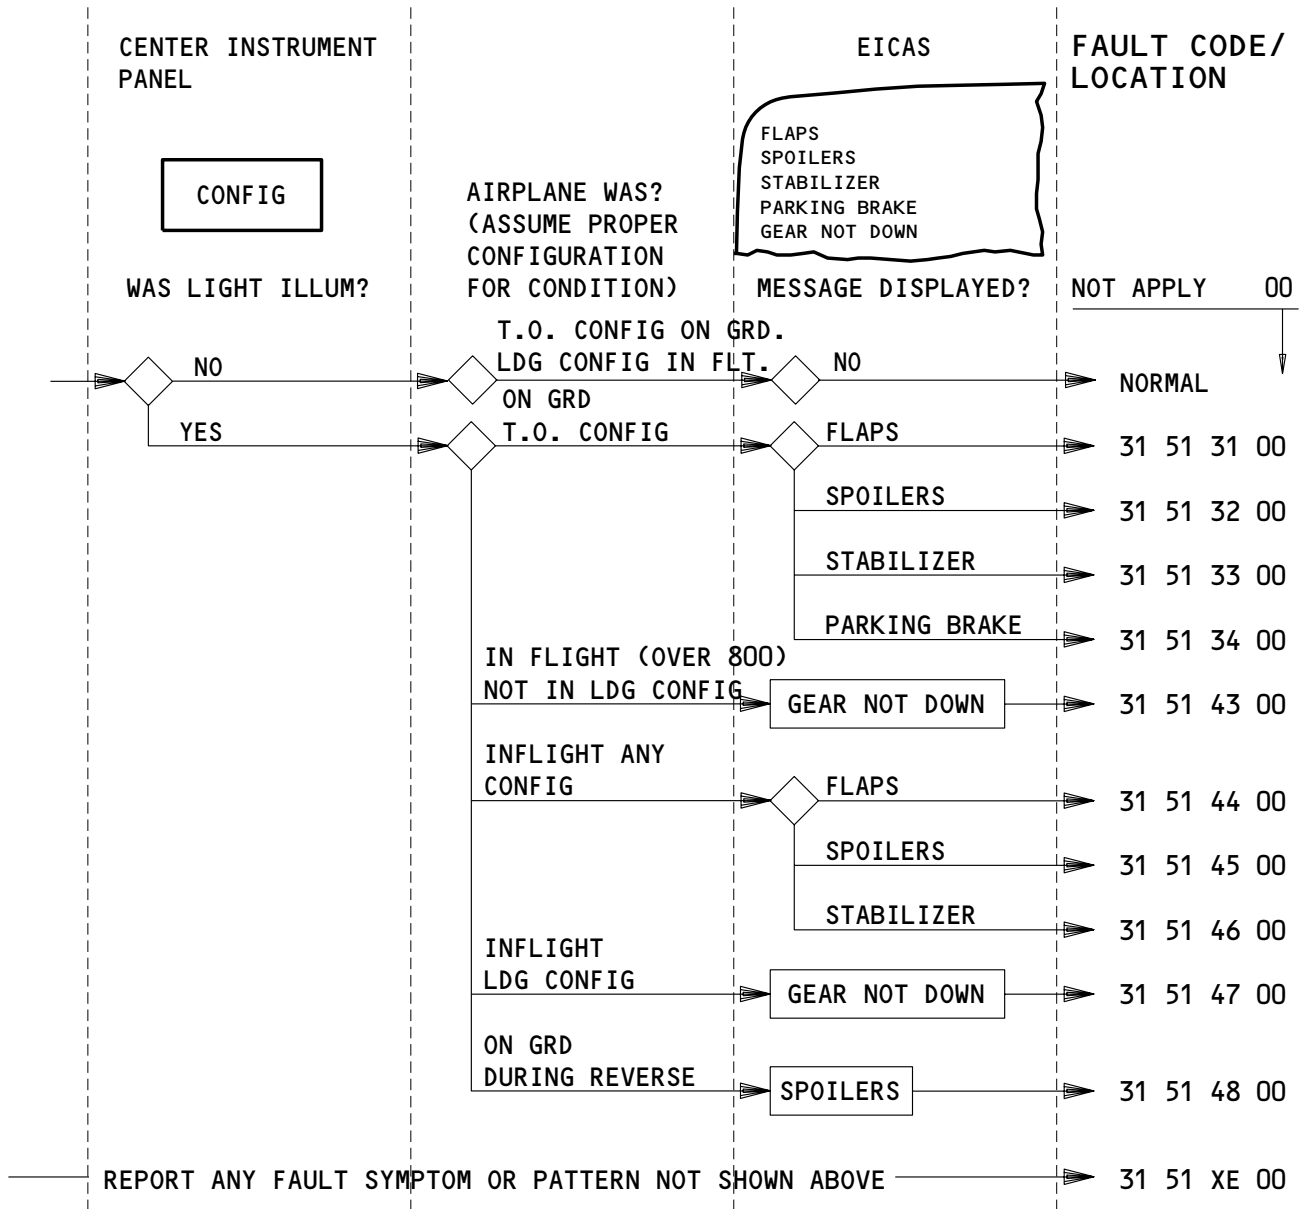 CENTER INSTRUMENT
PANEL
EICAS
FAULT CODE/
LOCATION
CONFIG
FLAPS
SPOILERS
STABILIZER
PARKING BRAKE
GEAR NOT DOWN
AIRPLANE WAS?
(ASSUME PROPER
CONFIGURATION
FOR CONDITION)
WAS LIGHT ILLUM?
MESSAGE DISPLAYED?
NOT APPLY 00
NO
T.O. CONFIG ON GRD.
LDG CONFIG IN FLT.
NO
NORMAL
YES
ON GRD
T.O. CONFIG
FLAPS
31 51 31 00
SPOILERS
31 51 32 00
STABILIZER
31 51 33 00
PARKING BRAKE
31 51 34 00
IN FLIGHT (OVER 800)
NOT IN LDG CONFIG
GEAR NOT DOWN
31 51 43 00
INFLIGHT ANY
CONFIG
FLAPS
31 51 44 00
SPOILERS
31 51 45 00
STABILIZER
31 51 46 00
INFLIGHT
LDG CONFIG
GEAR NOT DOWN
31 51 47 00
ON GRD
DURING REVERSE
SPOILERS
31 51 48 00
REPORT ANY FAULT SYMPTOM OR PATTERN NOT SHOWN ABOVE
31 51 XE 00